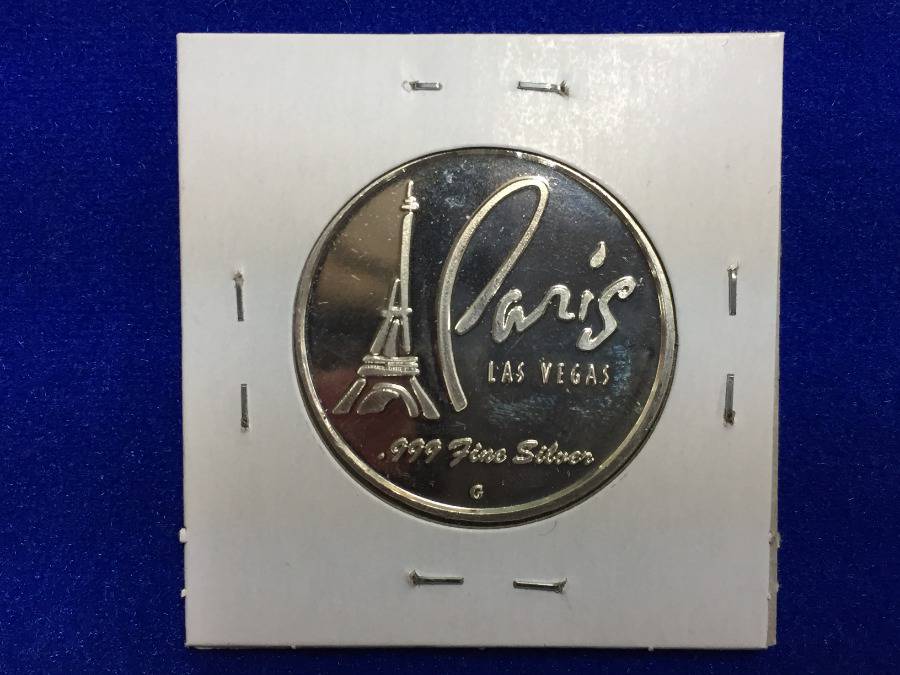 Paris
LAS VEGAS
.999 Fine Silver
G